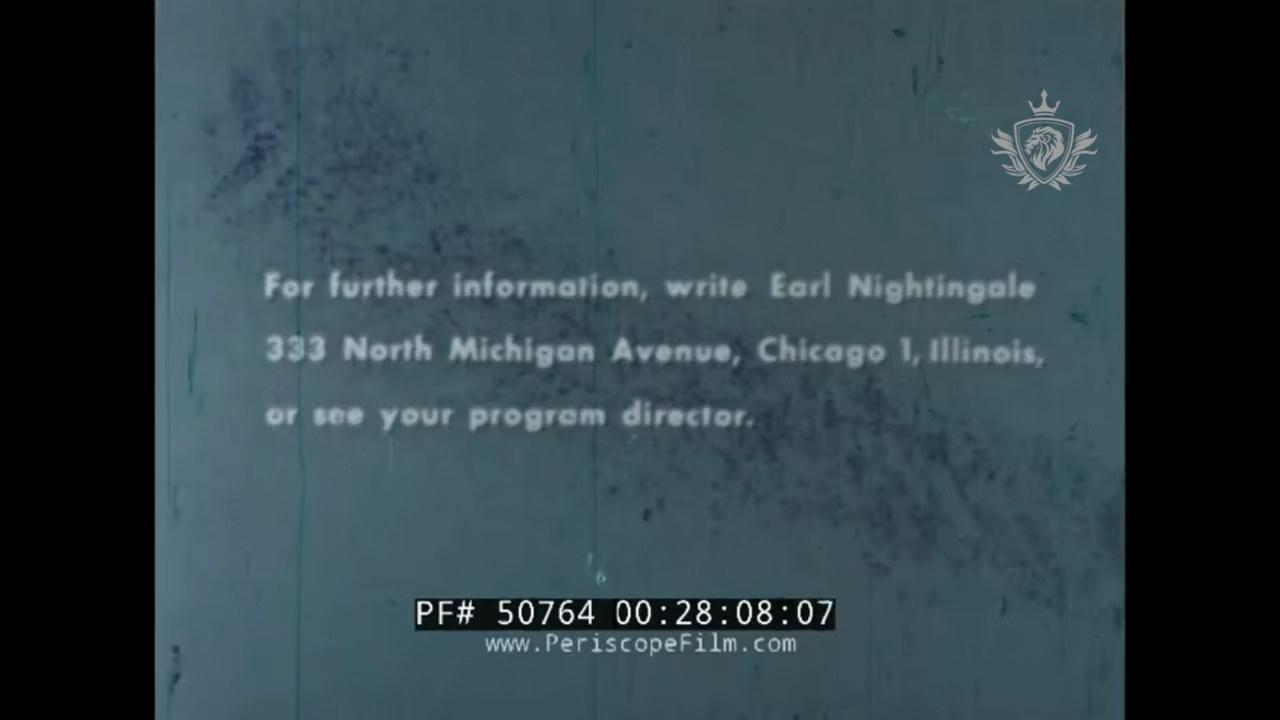 For further information, write Earl Nightingale
333 North Michigan Avenue, Chicago 1, Illinois,
or see your program director.
PF# 50764 00:28:08:07
www.PeriscopeFilm.com